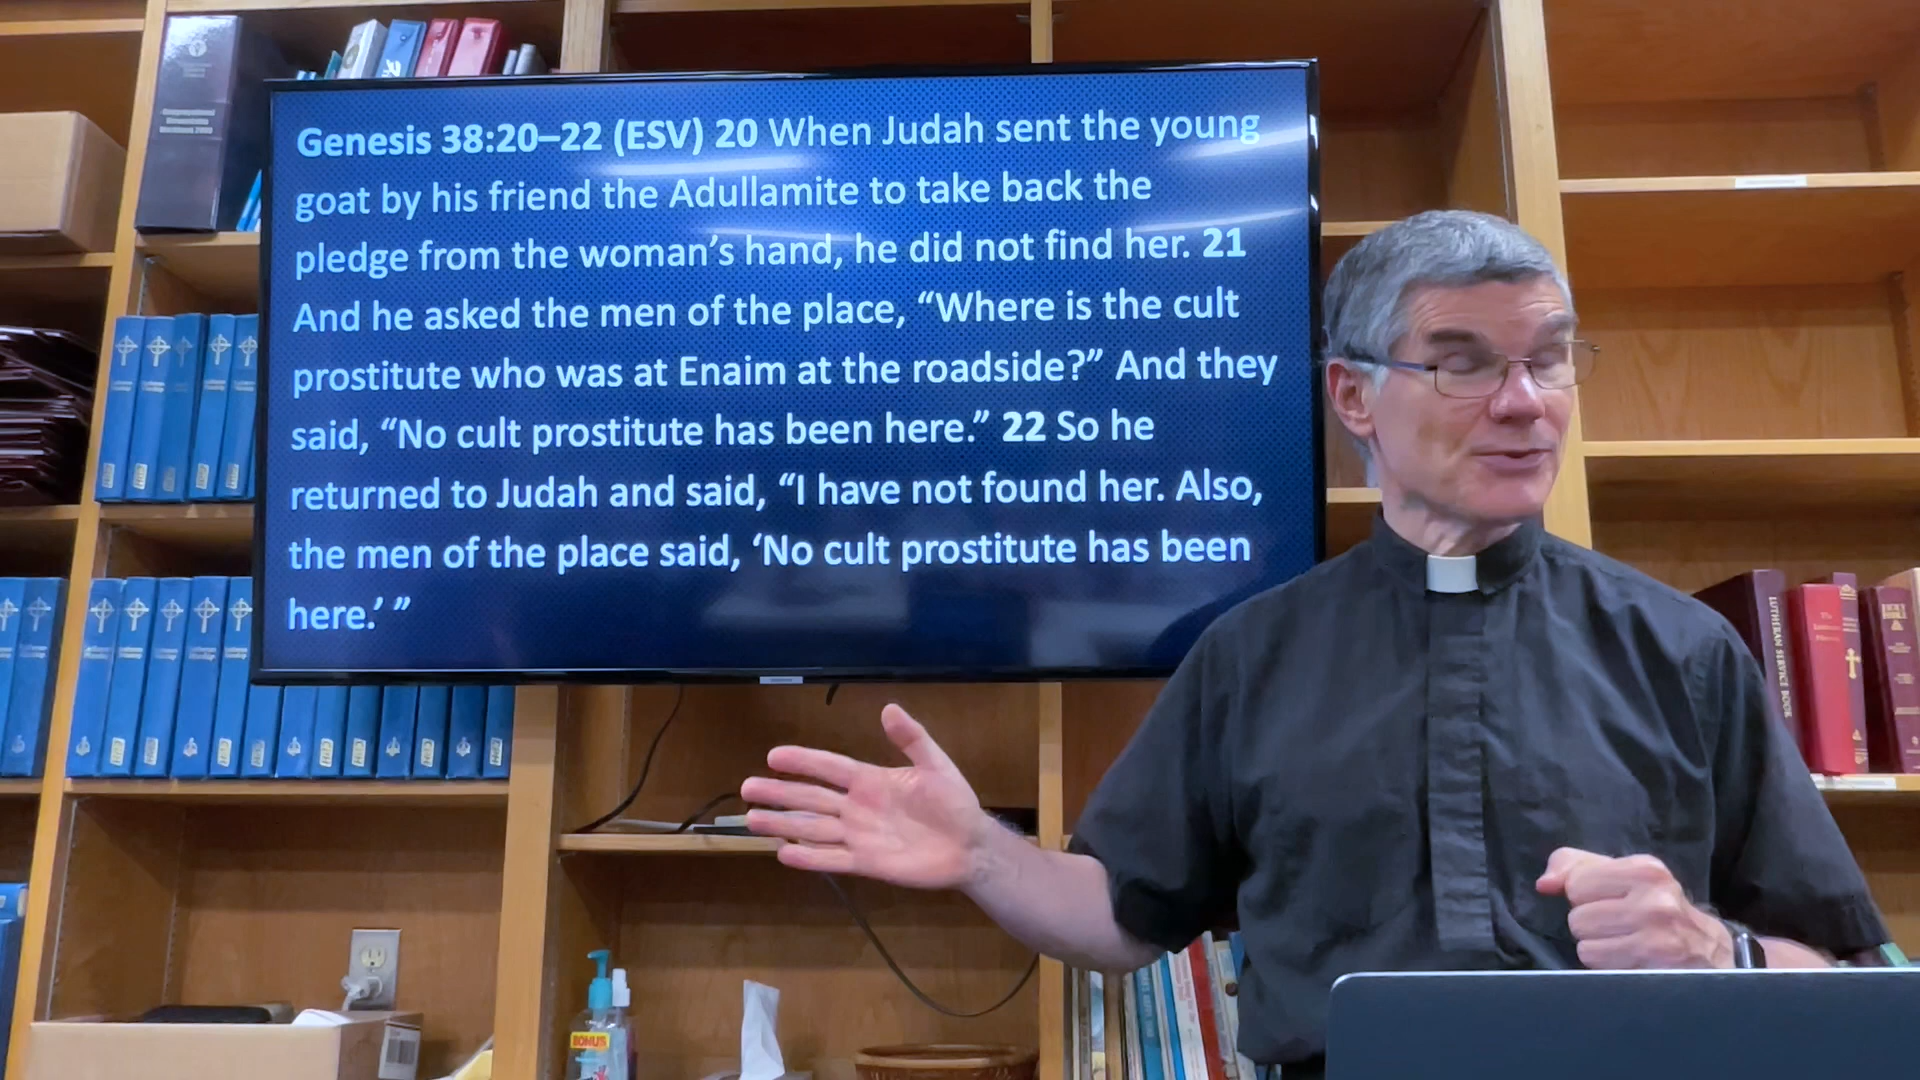 Genesis 38:20–22 (ESV) 20 When Judah sent the young
goat by his friend the Adullamite to take back the
pledge from the woman’s hand, he did not find her. 21
And he asked the men of the place, “Where is the cult
prostitute who was at Enaim at the roadside?” And they
said, “No cult prostitute has been here.” 22 So he
returned to Judah and said, “I have not found her. Also,
the men of the place said, ‘No cult prostitute has been
here.’ ”
LUTHERAN SERVICE BOOK
HOLY BIBLE
BONUS